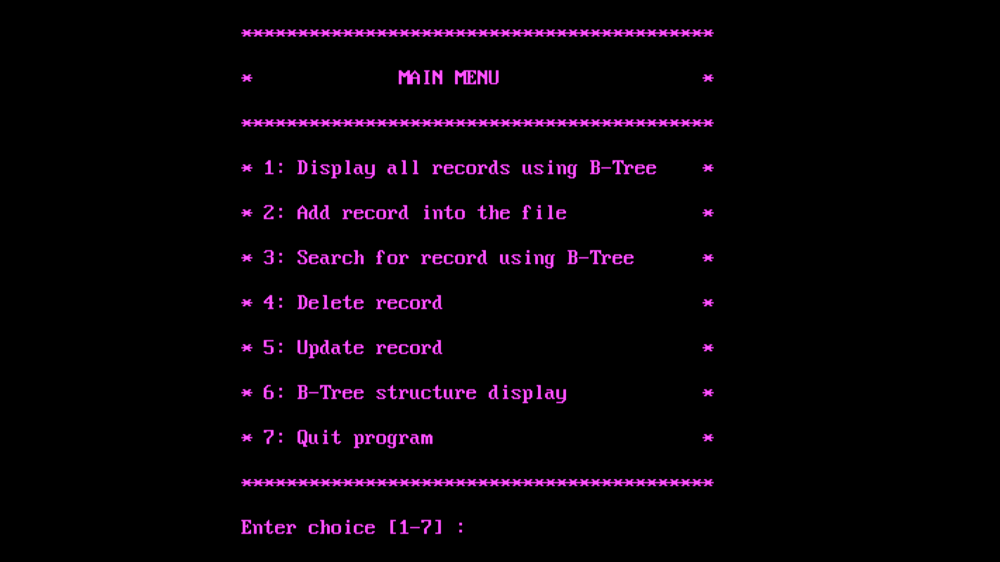 ******************************************
* MAIN MENU *
******************************************
* 1: Display all records using B-Tree *
* 2: Add record into the file *
* 3: Search for record using B-Tree *
* 4: Delete record *
* 5: Update record *
* 6: B-Tree structure display *
* 7: Quit program *
******************************************
Enter choice [1-7] :